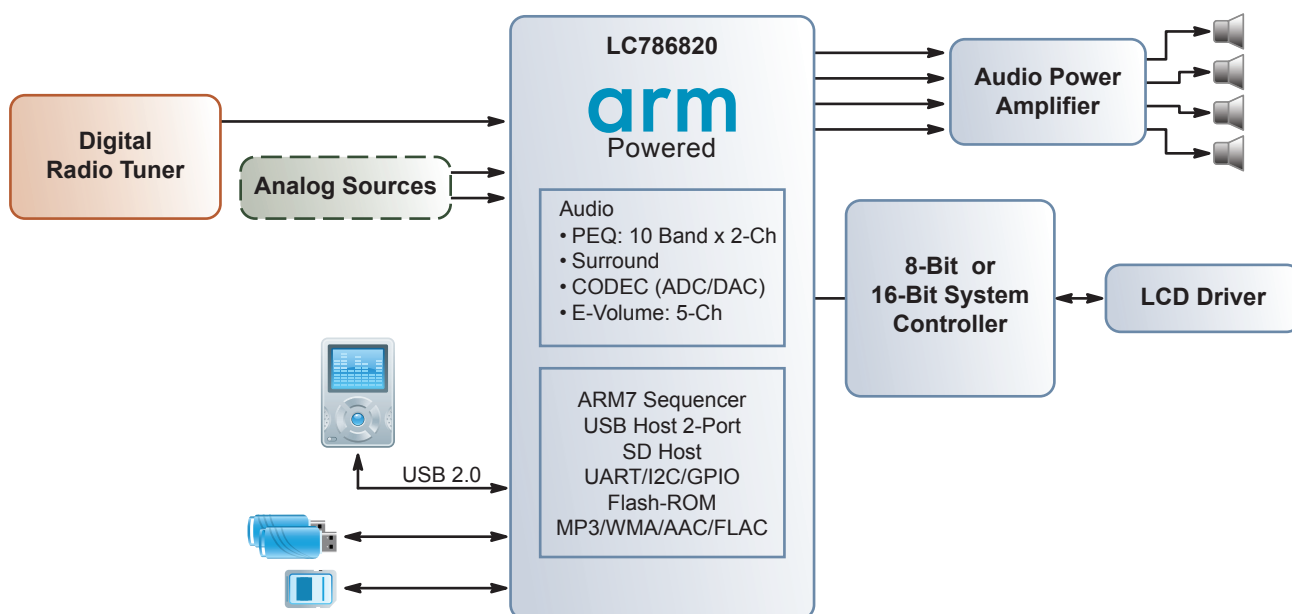 LC786820
arm
Powered
Digital
Radio Tuner
Analog Sources
Audio
• PEQ: 10 Band x 2-Ch
• Surround
• CODEC (ADC/DAC)
• E-Volume: 5-Ch
ARM7 Sequencer
USB Host 2-Port
SD Host
UART/I2C/GPIO
Flash-ROM
MP3/WMA/AAC/FLAC
USB 2.0
Audio Power
Amplifier
8-Bit or
16-Bit System
Controller
LCD Driver